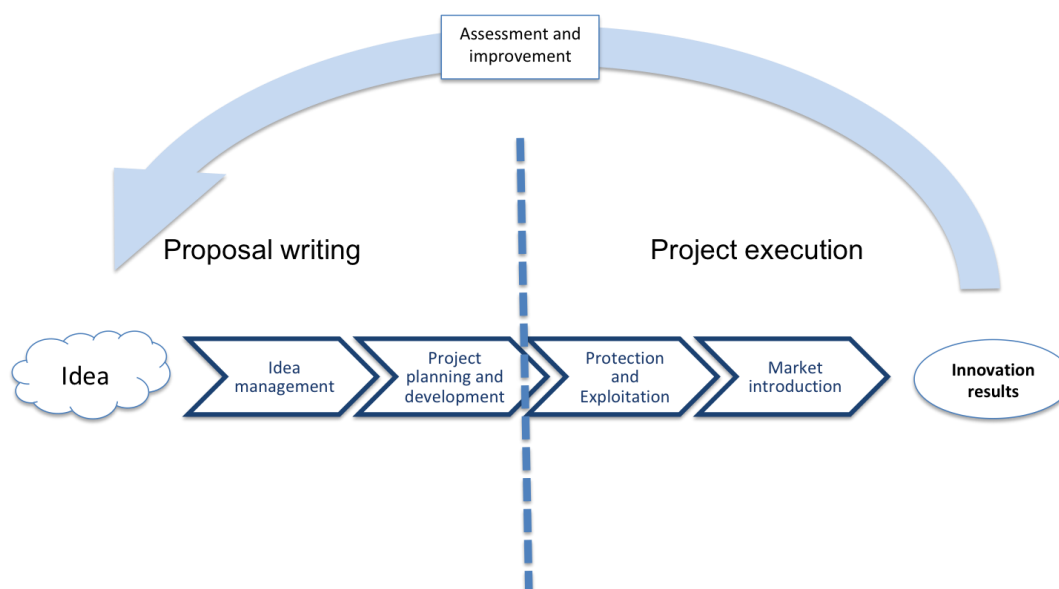 Assessment and
improvement
Proposal writing
Project execution
Idea
Idea
management
Project
planning and
development
Protection
and
Exploitation
Market
introduction
Innovation
results